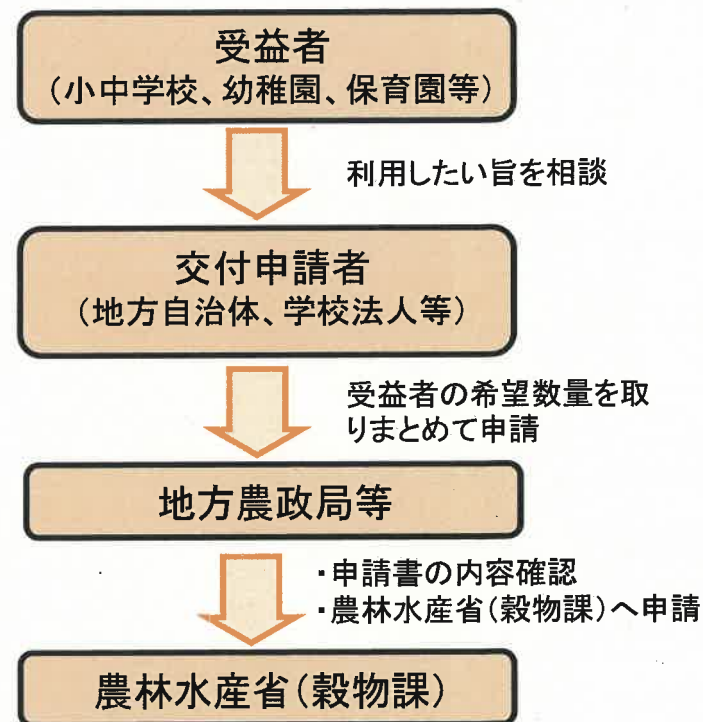 受益者
（小中学校、幼稚園、保育園等）
利用したい旨を相談
交付申請者
（地方自治体、学校法人等）
受益者の希望数量を取
りまとめて申請
地方農政局等
・申請書の内容確認
・農林水産省（穀物課）へ申請
農林水産省（穀物課）